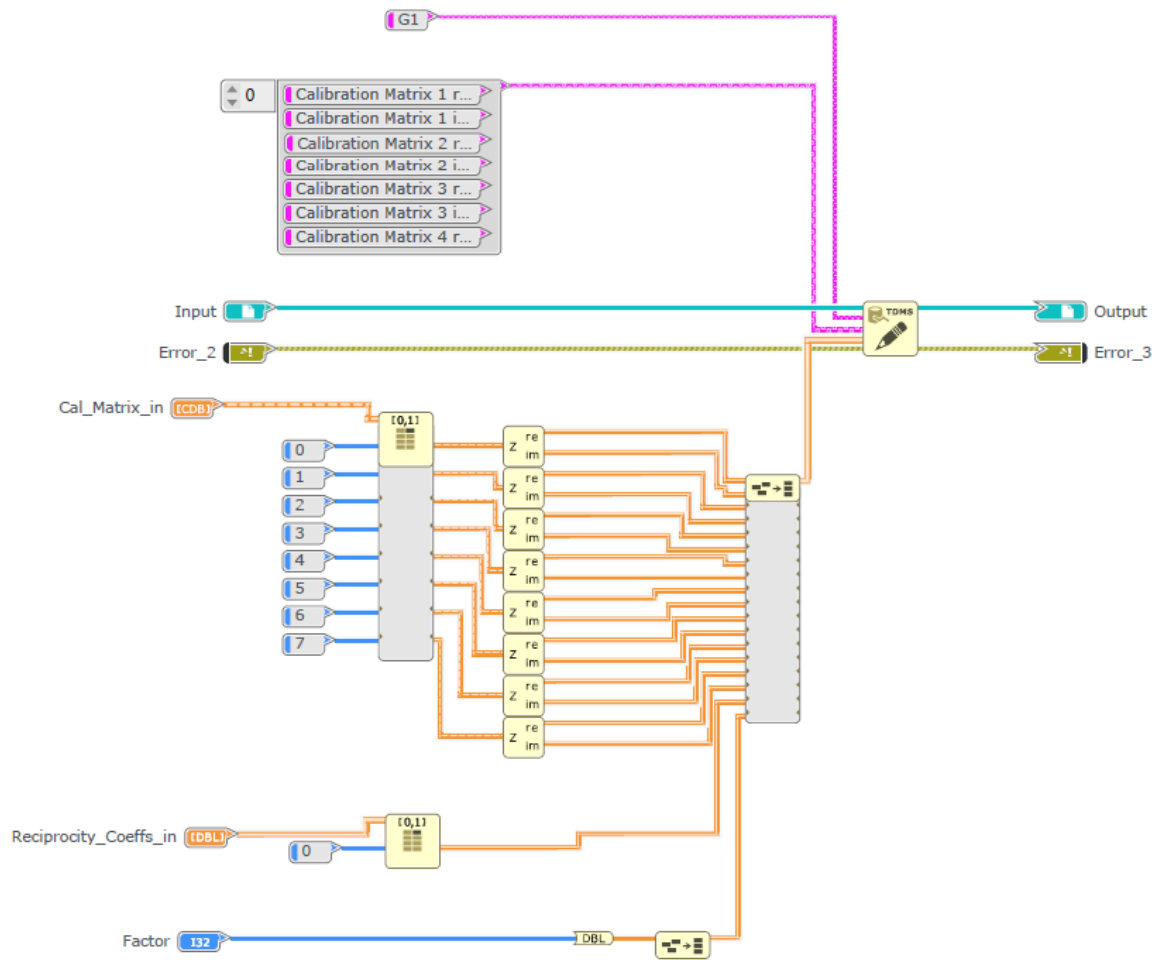 G1
0
Calibration Matrix 1 r...
Calibration Matrix 1 i...
Calibration Matrix 2 r...
Calibration Matrix 2 i...
Calibration Matrix 3 r...
Calibration Matrix 3 i...
Calibration Matrix 4 r...
Input
TDMS
Output
Error_2
Error_3
Cal_Matrix_in [CDB]
[0,1]
0
1
2
3
4
5
6
7
z re im
z re im
z re im
z re im
z re im
z re im
z re im
z re im
Reciprocity_Coeffs_in [DBL]
[0,1]
0
Factor I32
DBL